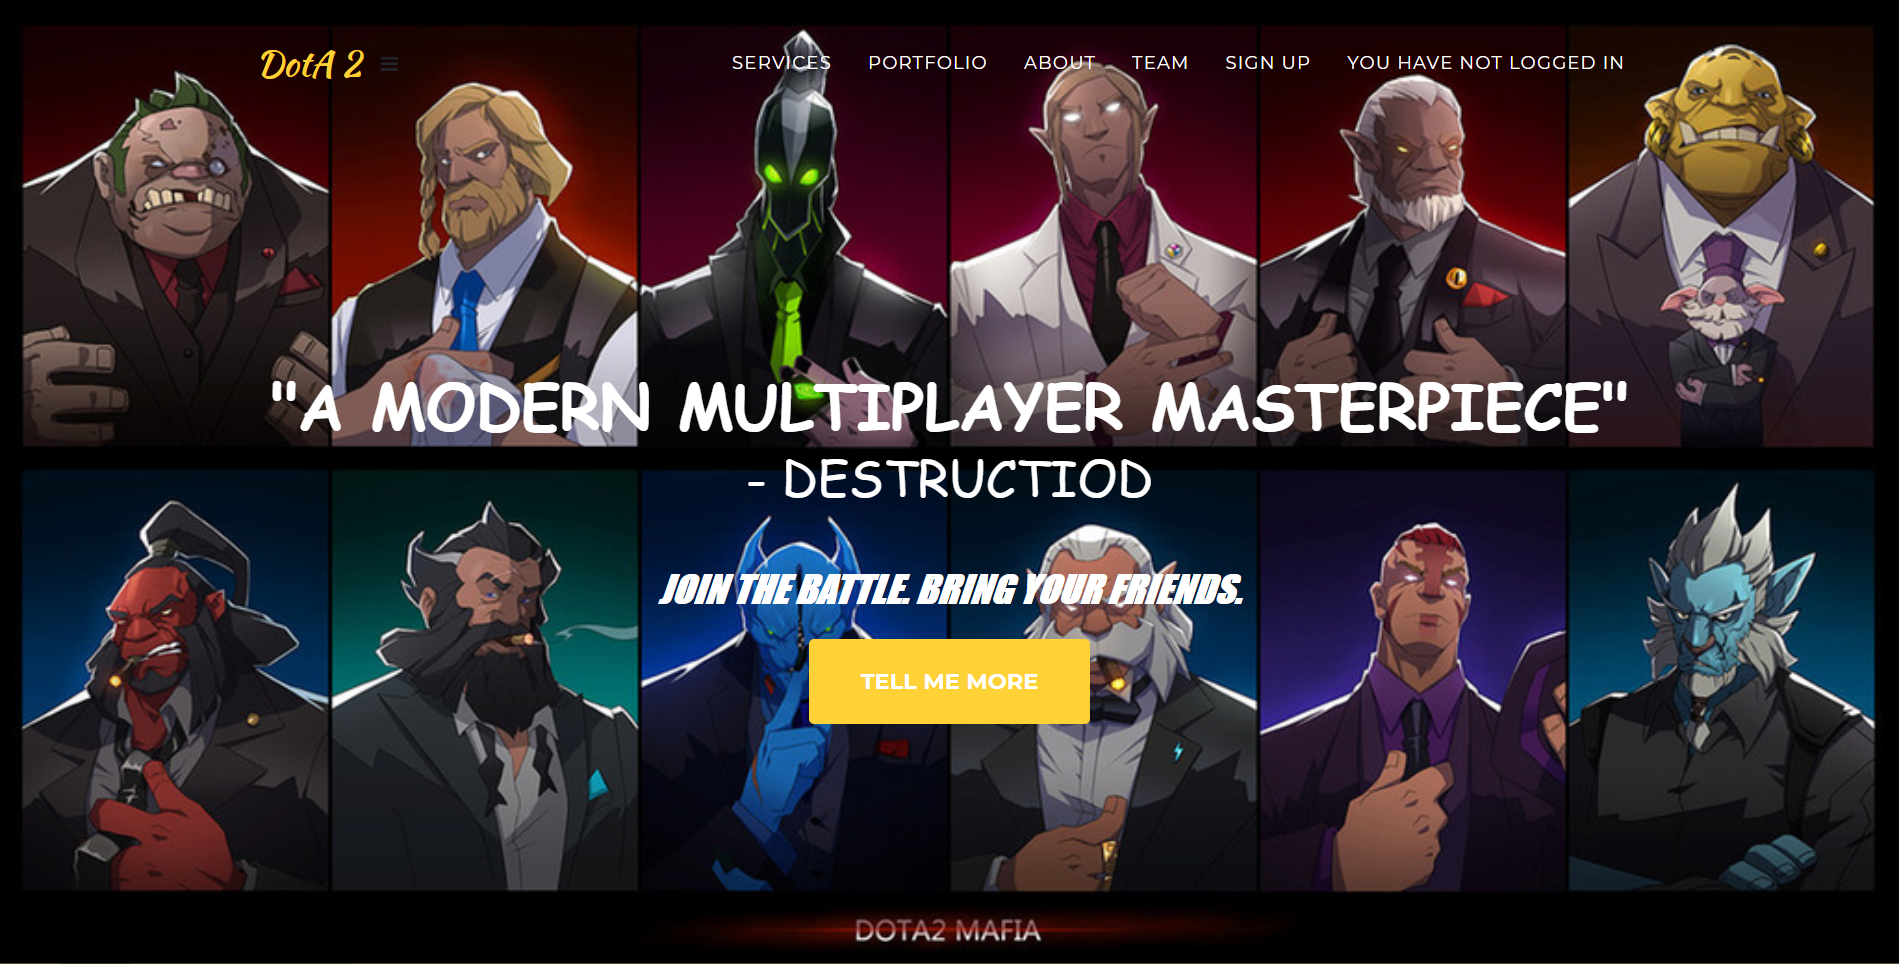 DotA 2
SERVICES PORTFOLIO ABOUT TEAM SIGN UP YOU HAVE NOT LOGGED IN
"A MODERN MULTIPLAYER MASTERPIECE"
- DESTRUCTIOD
JOIN THE BATTLE. BRING YOUR FRIENDS.
TELL ME MORE
DOTA2 MAFIA